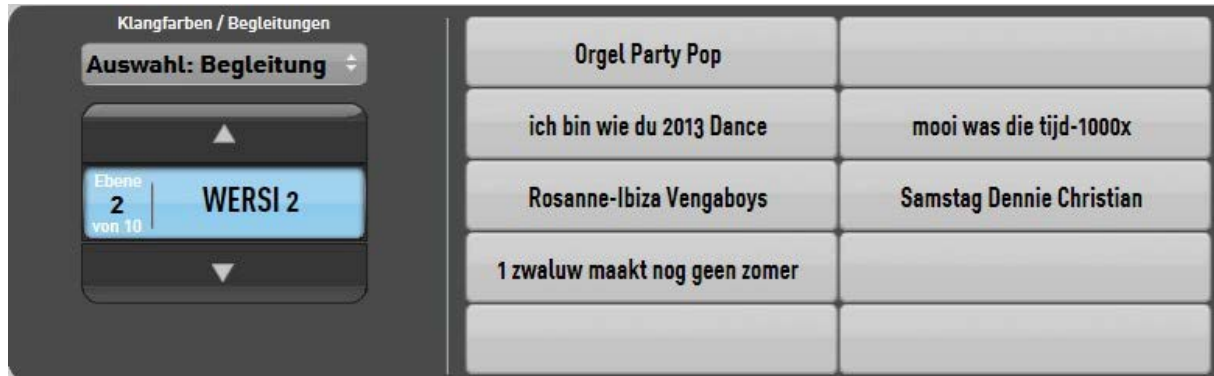 Klangfarben / Begleitungen
Auswahl: Begleitung
Ebene
2
von 10
WERSI 2
Orgel Party Pop
ich bin wie du 2013 Dance
mooi was die tijd-1000x
Rosanne-Ibiza Vengaboys
Samstag Dennie Christian
1 zwaluw maakt nog geen zomer